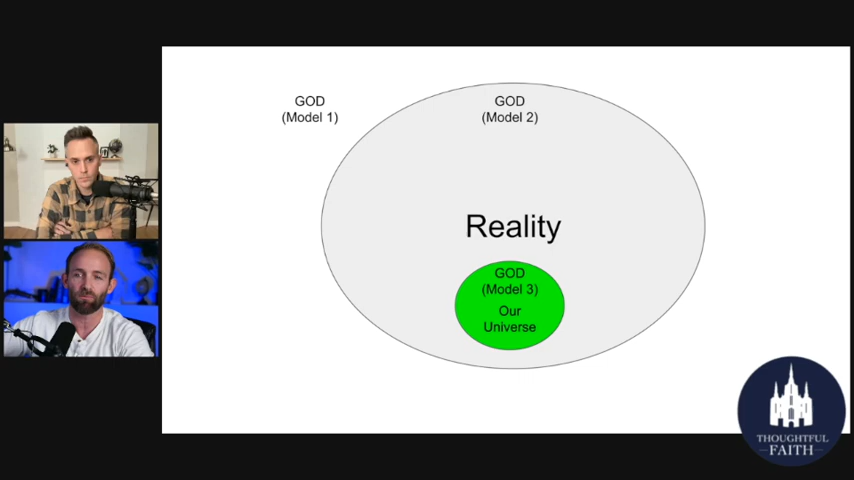 GOD
(Model 1)
GOD
(Model 2)
Reality
GOD
(Model 3)
Our
Universe
THOUGHTFUL
FAITH